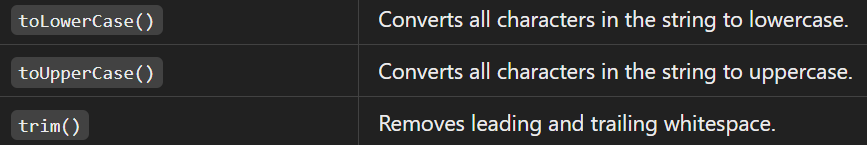 toLowerCase() Converts all characters in the string to lowercase.
toUpperCase() Converts all characters in the string to uppercase.
trim() Removes leading and trailing whitespace.